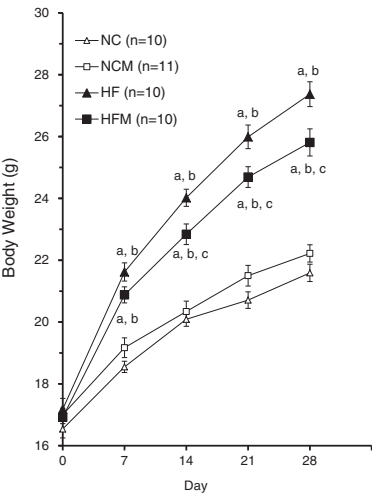 30
28
26
24
22
20
18
16
Body Weight (g)
NC (n=10)
NCM (n=11)
HF (n=10)
HFM (n=10)
a, b
a, b
a, b
a, b
a, b
a, b, c
a, b, c
a, b, c
0 7 14 21 28
Day